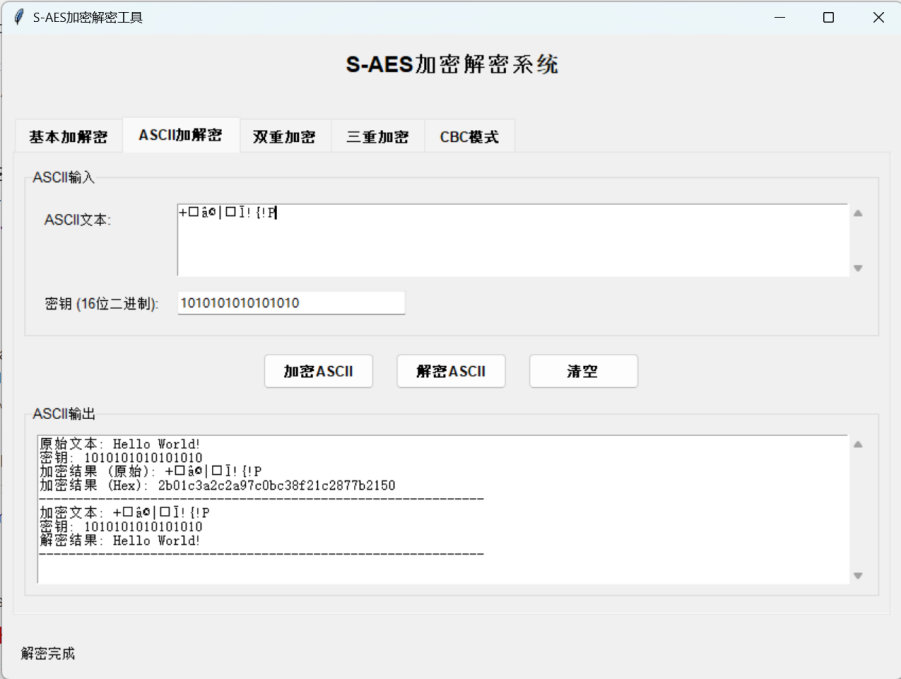 S-AES加密解密工具
S-AES加密解密系统
基本加解密 ASCII加解密 双重加密 三重加密 CBC模式
ASCII输入
ASCII文本: +□â©|□Ï!{!P
密钥 (16位二进制): 1010101010101010
加密ASCII 解密ASCII 清空
ASCII输出
原始文本: Hello World!
密钥: 1010101010101010
加密结果 (原始): +□â©|□Ï!{!P
加密结果 (Hex): 2b01c3a2c2a97c0bc38f21c2877b2150
------------------------------------------------------------
加密文本: +□â©|□Ï!{!P
密钥: 1010101010101010
解密结果: Hello World!
------------------------------------------------------------
解密完成